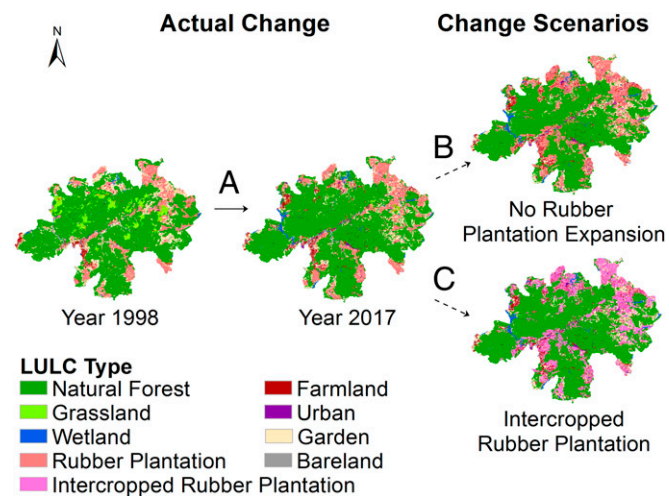 Actual Change
Change Scenarios
N
A
B
C
Year 1998
Year 2017
No Rubber
Plantation Expansion
Intercropped
Rubber Plantation
LULC Type
Natural Forest
Grassland
Wetland
Rubber Plantation
Intercropped Rubber Plantation
Farmland
Urban
Garden
Bareland